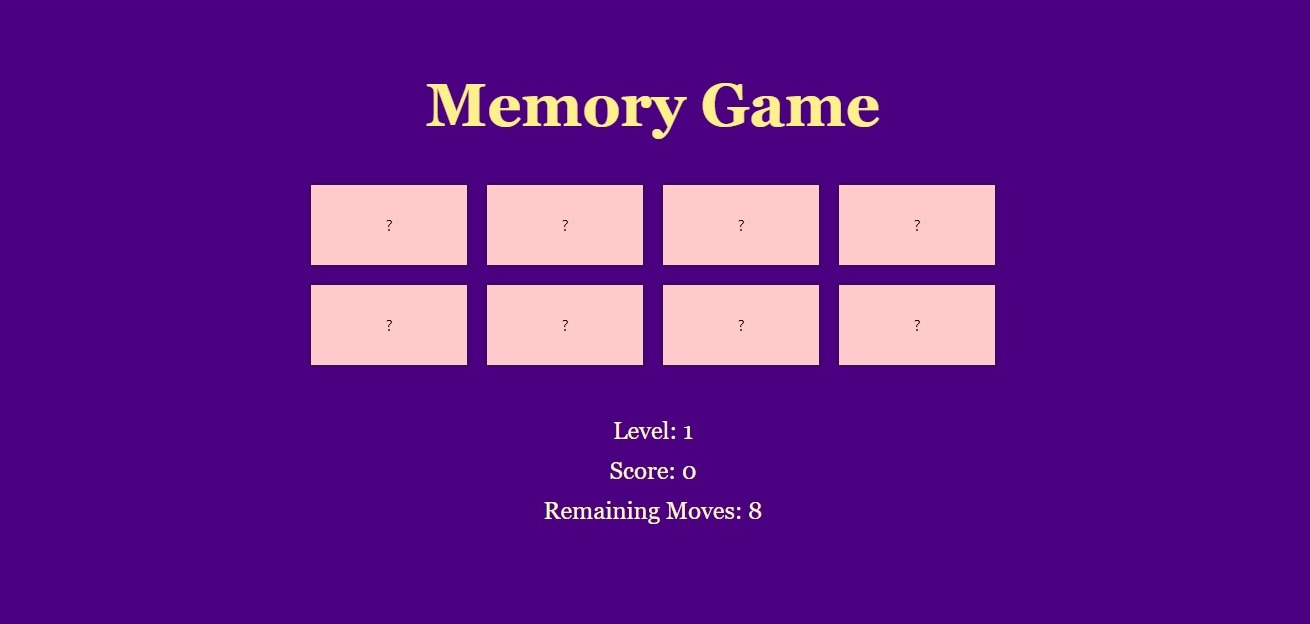 Memory Game
? ? ? ?
? ? ? ?
Level: 1
Score: 0
Remaining Moves: 8